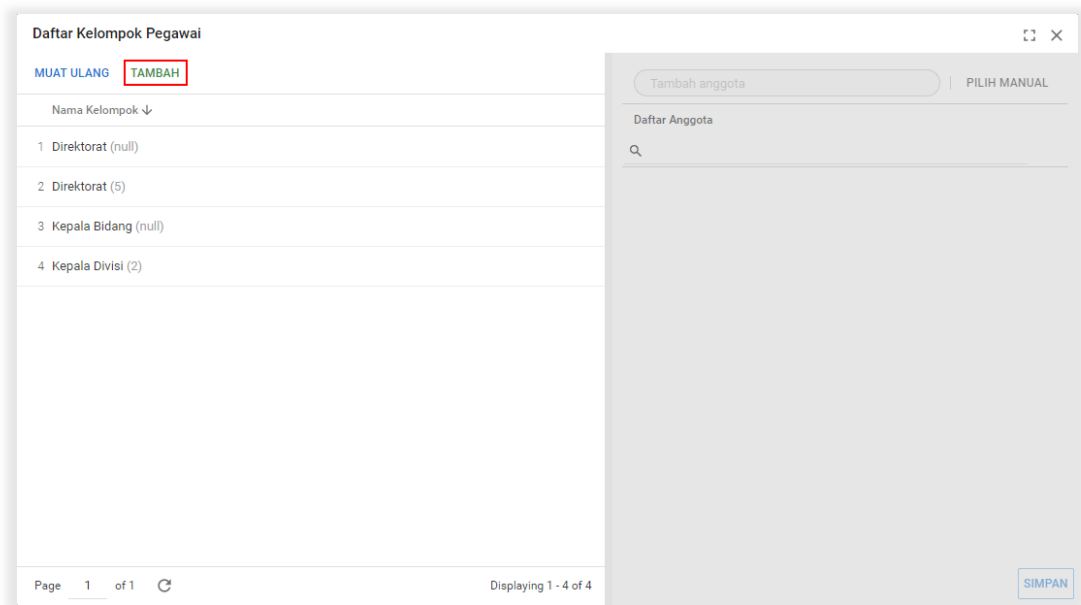 Daftar Kelompok Pegawai
MUAT ULANG TAMBAH
Nama Kelompok
1 Direktorat (null)
2 Direktorat (5)
3 Kepala Bidang (null)
4 Kepala Divisi (2)
Page 1 of 1
Displaying 1 - 4 of 4
Tambah anggota
PILIH MANUAL
Daftar Anggota
SIMPAN